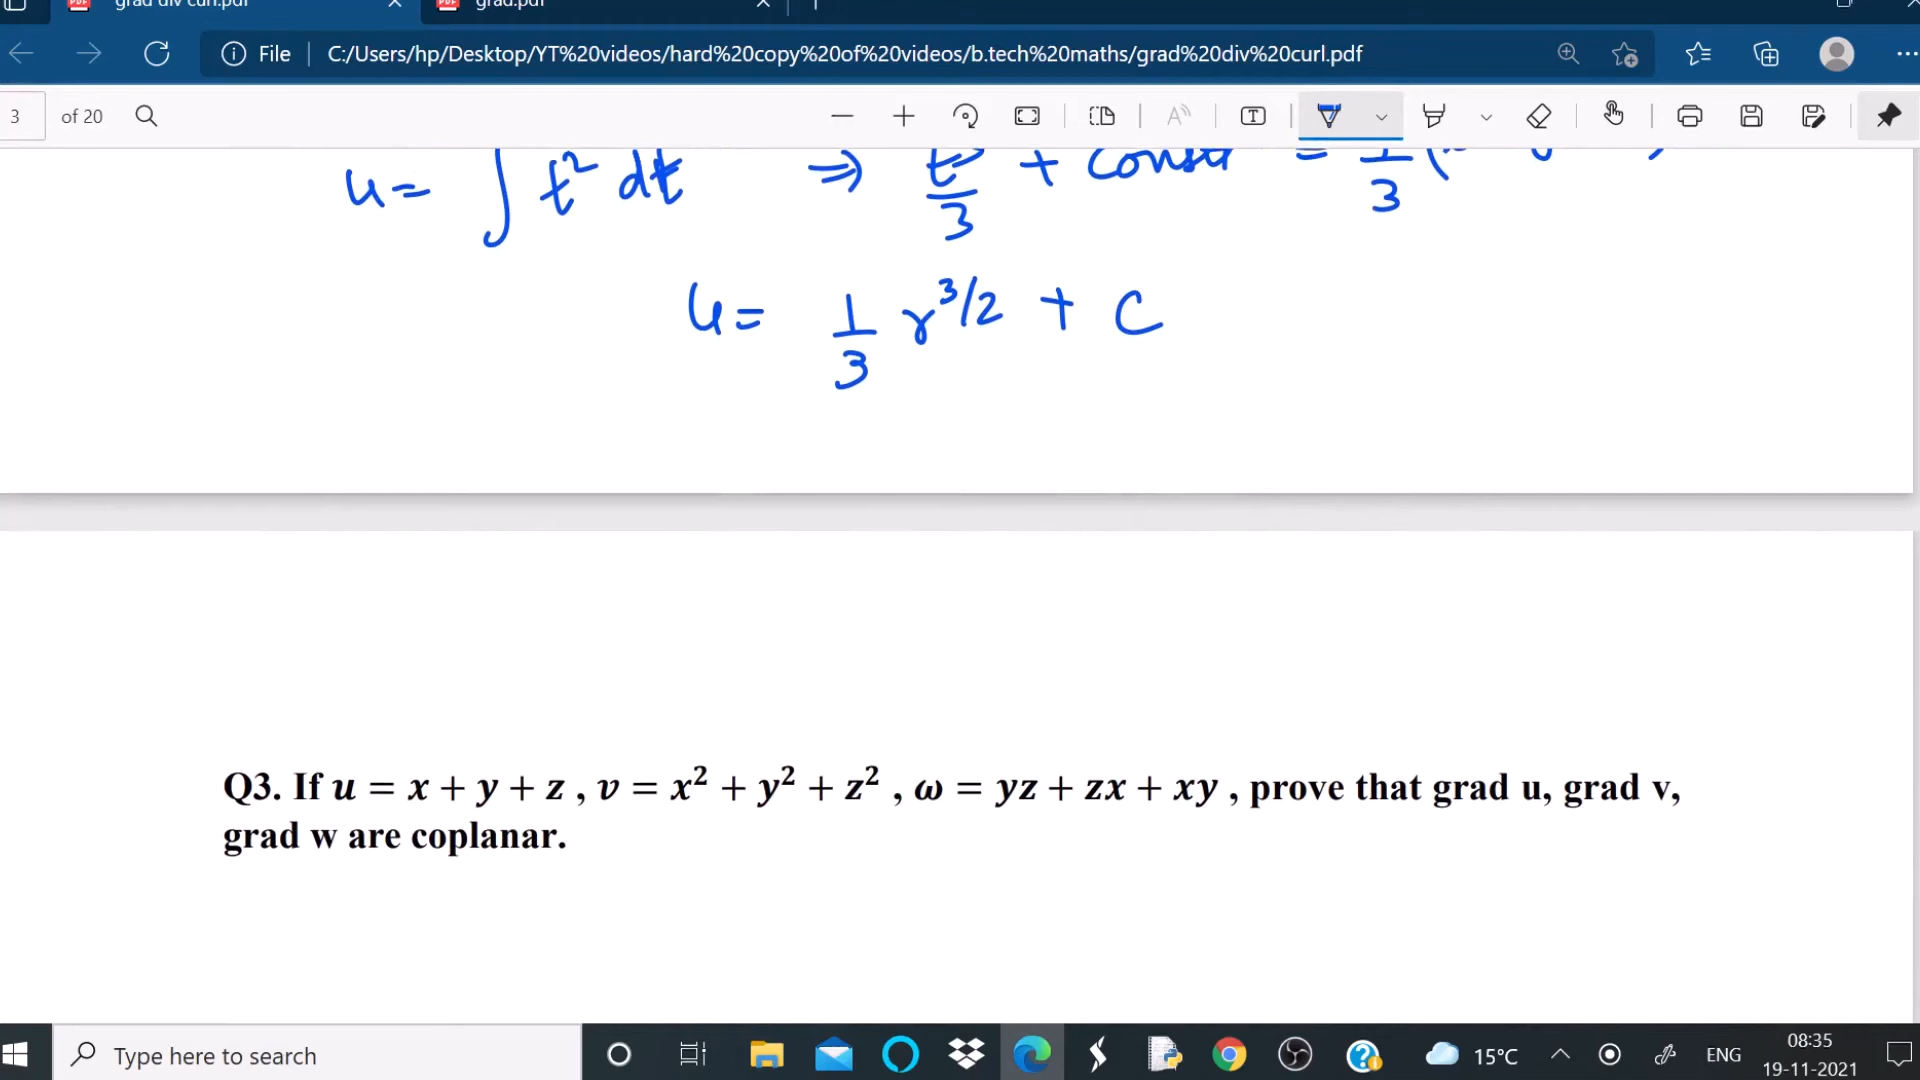 grad div curl.pdf
grad.pdf
File
C:/Users/hp/Desktop/YT%20videos/hard%20copy%20of%20videos/b.tech%20maths/grad%20div%20curl.pdf
3 of 20
u = ∫ t² dt ⇒ t³/3 + const = 1/3
u = 1/3 r^3/2 + C
Q3. If u = x + y + z , v = x² + y² + z² , ω = yz + zx + xy , prove that grad u, grad v,
grad w are coplanar.
Type here to search
15°C
ENG
08:35
19-11-2021